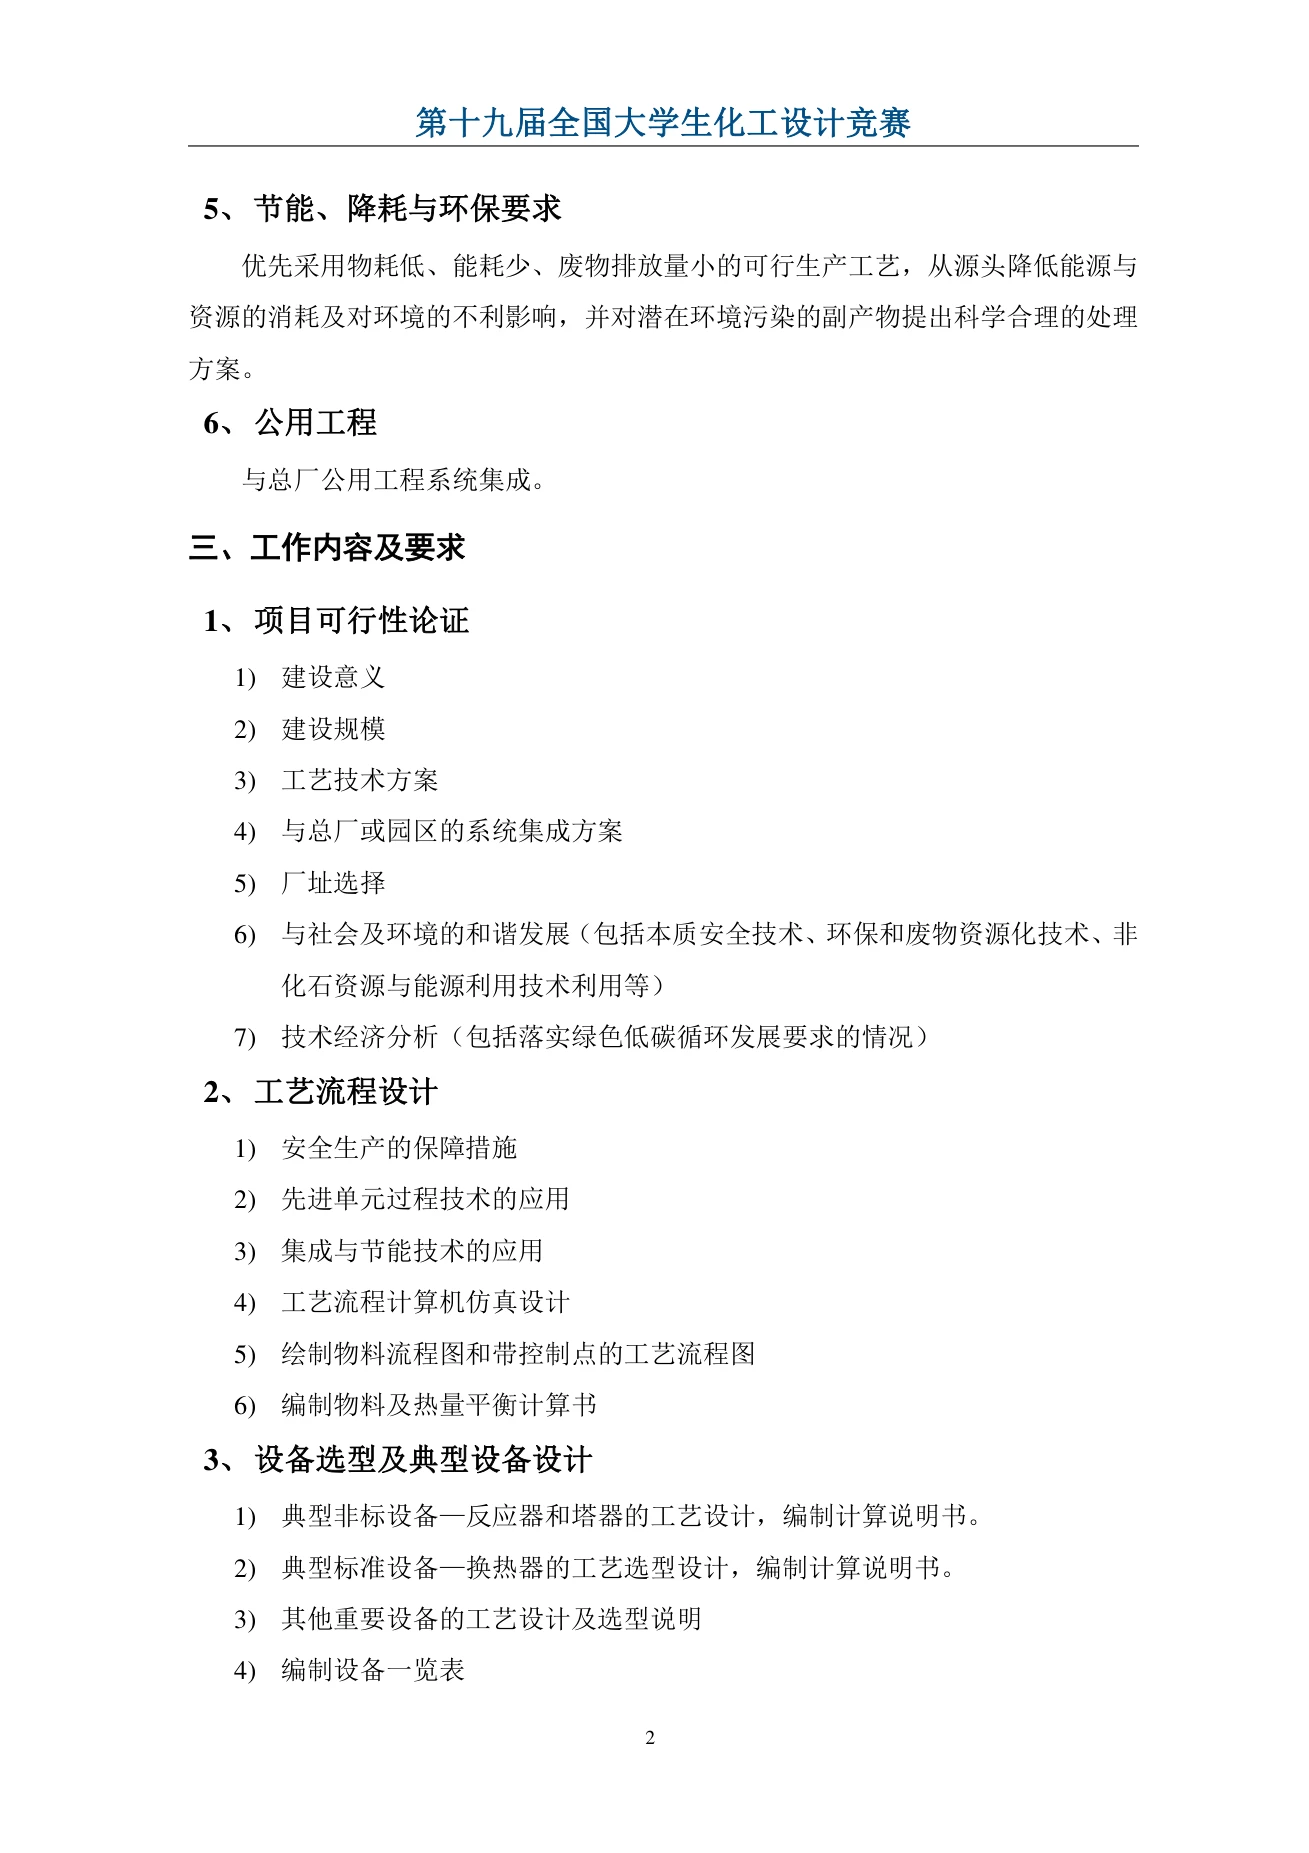 第十九届全国大学生化工设计竞赛
5、 节能、降耗与环保要求
优先采用物耗低、能耗少、废物排放量小的可行生产工艺，从源头降低能源与
资源的消耗及对环境的不利影响，并对潜在环境污染的副产物提出科学合理的处理
方案。
6、 公用工程
与总厂公用工程系统集成。
三、工作内容及要求
1、 项目可行性论证
1) 建设意义
2) 建设规模
3) 工艺技术方案
4) 与总厂或园区的系统集成方案
5) 厂址选择
6) 与社会及环境的和谐发展（包括本质安全技术、环保和废物资源化技术、非
化石资源与能源利用技术利用等）
7) 技术经济分析（包括落实绿色低碳循环发展要求的情况）
2、 工艺流程设计
1) 安全生产的保障措施
2) 先进单元过程技术的应用
3) 集成与节能技术的应用
4) 工艺流程计算机仿真设计
5) 绘制物料流程图和带控制点的工艺流程图
6) 编制物料及热量平衡计算书
3、 设备选型及典型设备设计
1) 典型非标设备—反应器和塔器的工艺设计，编制计算说明书。
2) 典型标准设备—换热器的工艺选型设计，编制计算说明书。
3) 其他重要设备的工艺设计及选型说明
4) 编制设备一览表
2